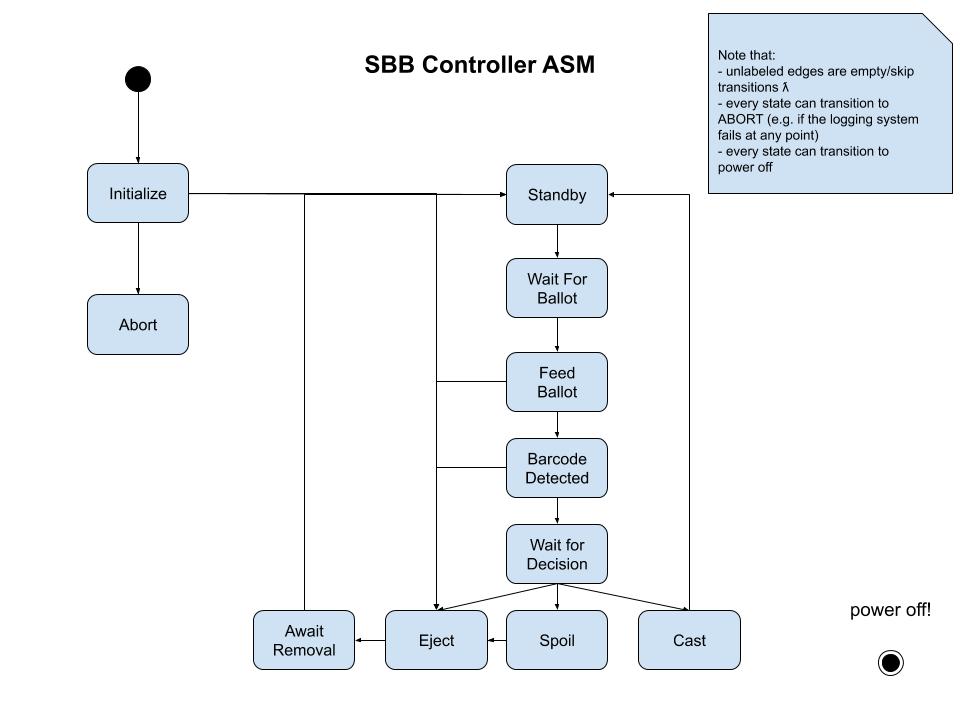 SBB Controller ASM
Note that:
- unlabeled edges are empty/skip
transitions ƛ
- every state can transition to
ABORT (e.g. if the logging system
fails at any point)
- every state can transition to
power off
Initialize
Standby
Wait For
Ballot
Abort
Feed
Ballot
Barcode
Detected
Wait for
Decision
Await
Removal
Eject
Spoil
Cast
power off!